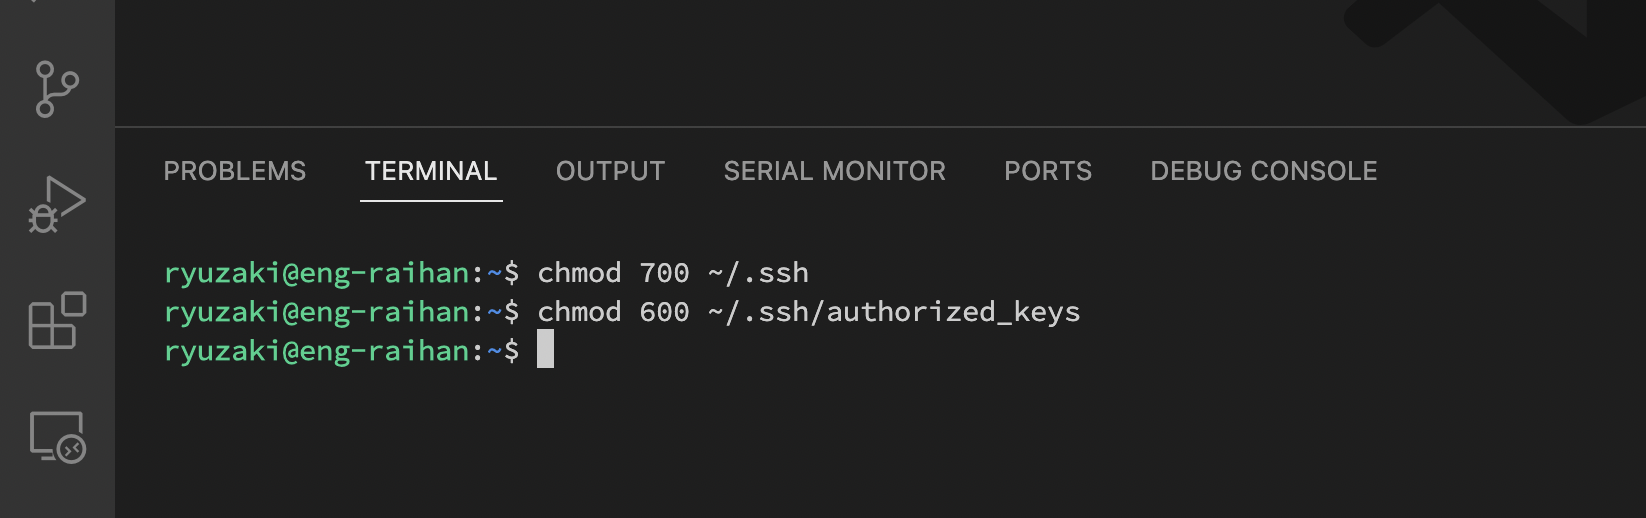 PROBLEMS TERMINAL OUTPUT SERIAL MONITOR PORTS DEBUG CONSOLE
ryuzaki@eng-raihan:~$ chmod 700 ~/.ssh
ryuzaki@eng-raihan:~$ chmod 600 ~/.ssh/authorized_keys
ryuzaki@eng-raihan:~$